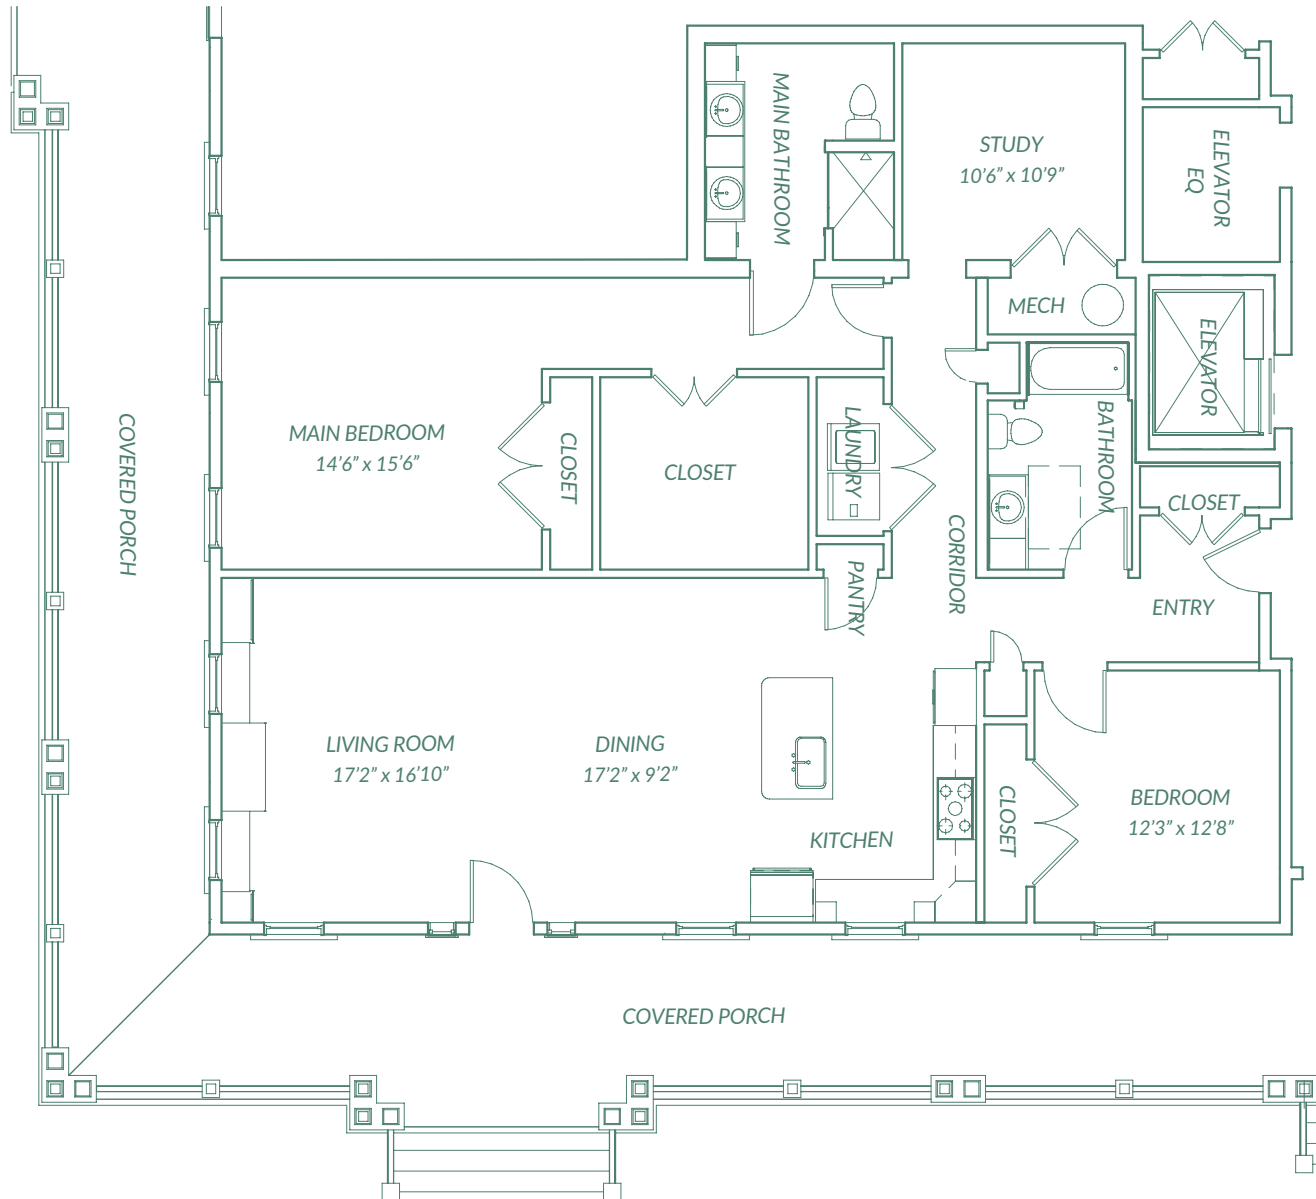 MAIN BATHROOM
STUDY
10'6" x 10'9"
ELEVATOR
EQ
MECH
ELEVATOR
COVERED PORCH
MAIN BEDROOM
14'6" x 15'6"
CLOSET
CLOSET
LAUNDRY
BATHROOM
CLOSET
CORRIDOR
PANTRY
ENTRY
LIVING ROOM
17'2" x 16'10"
DINING
17'2" x 9'2"
KITCHEN
CLOSET
BEDROOM
12'3" x 12'8"
COVERED PORCH